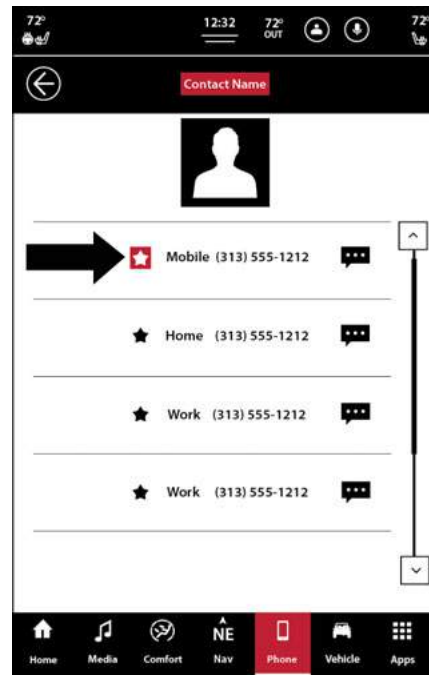 72° 12:32 72° 72°
OUT
Contact Name
Mobile (313) 555-1212
Home (313) 555-1212
Work (313) 555-1212
Work (313) 555-1212
NE
Home Media Comfort Nav Phone Vehicle Apps